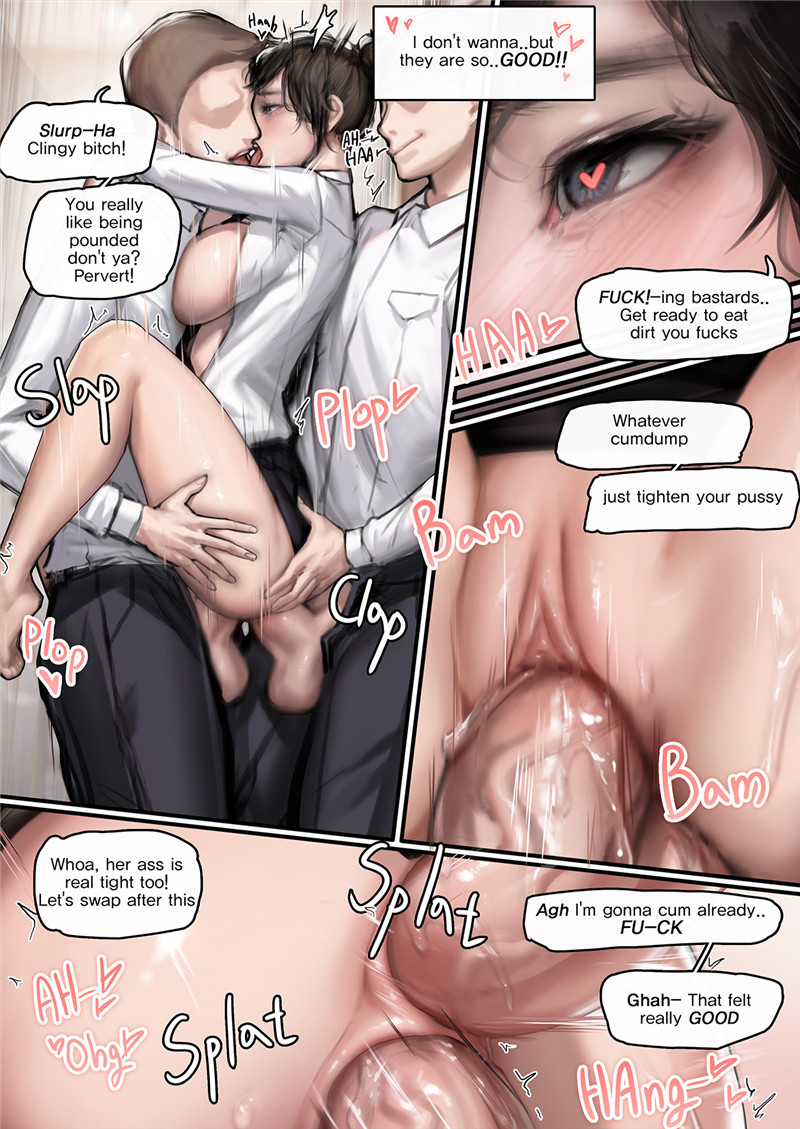 Haah
I don't wanna..but
they are so..GOOD!!
Slurp-Ha
Clingy bitch!
You really
like being
pounded
don't ya?
Pervert!
AH-
HAA-
FUCK!-ing bastards..
Get ready to eat
dirt you fucks
HAA
Slap
Plop
Whatever
cumdump
just tighten your pussy
Bam
Clap
Plop
Bam
Whoa, her ass is
real tight too!
Let's swap after this
Splat
Agh I'm gonna cum already..
FU-CK
Ghah- That felt
really GOOD
AH-
Ohg
Splat
HAng-